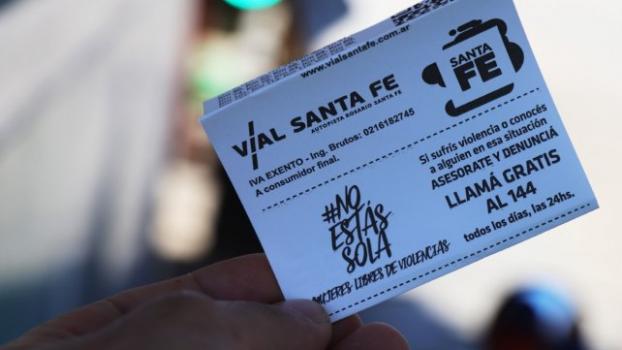 www.vialsantafe.com.ar
VIAL SANTA FE
AUTOPISTA ROSARIO SANTA FE
SANTA
FE
IVA EXENTO - Ing. Brutos: 0216182745
A consumidor final.
#NO
ESTÁS
SOLA
MUJERES LIBRES DE VIOLENCIAS
Si sufrís violencia o conocés
a alguien en esa situación
ASESORATE Y DENUNCIÁ
LLAMÁ GRATIS
AL 144
todos los días, las 24hs.